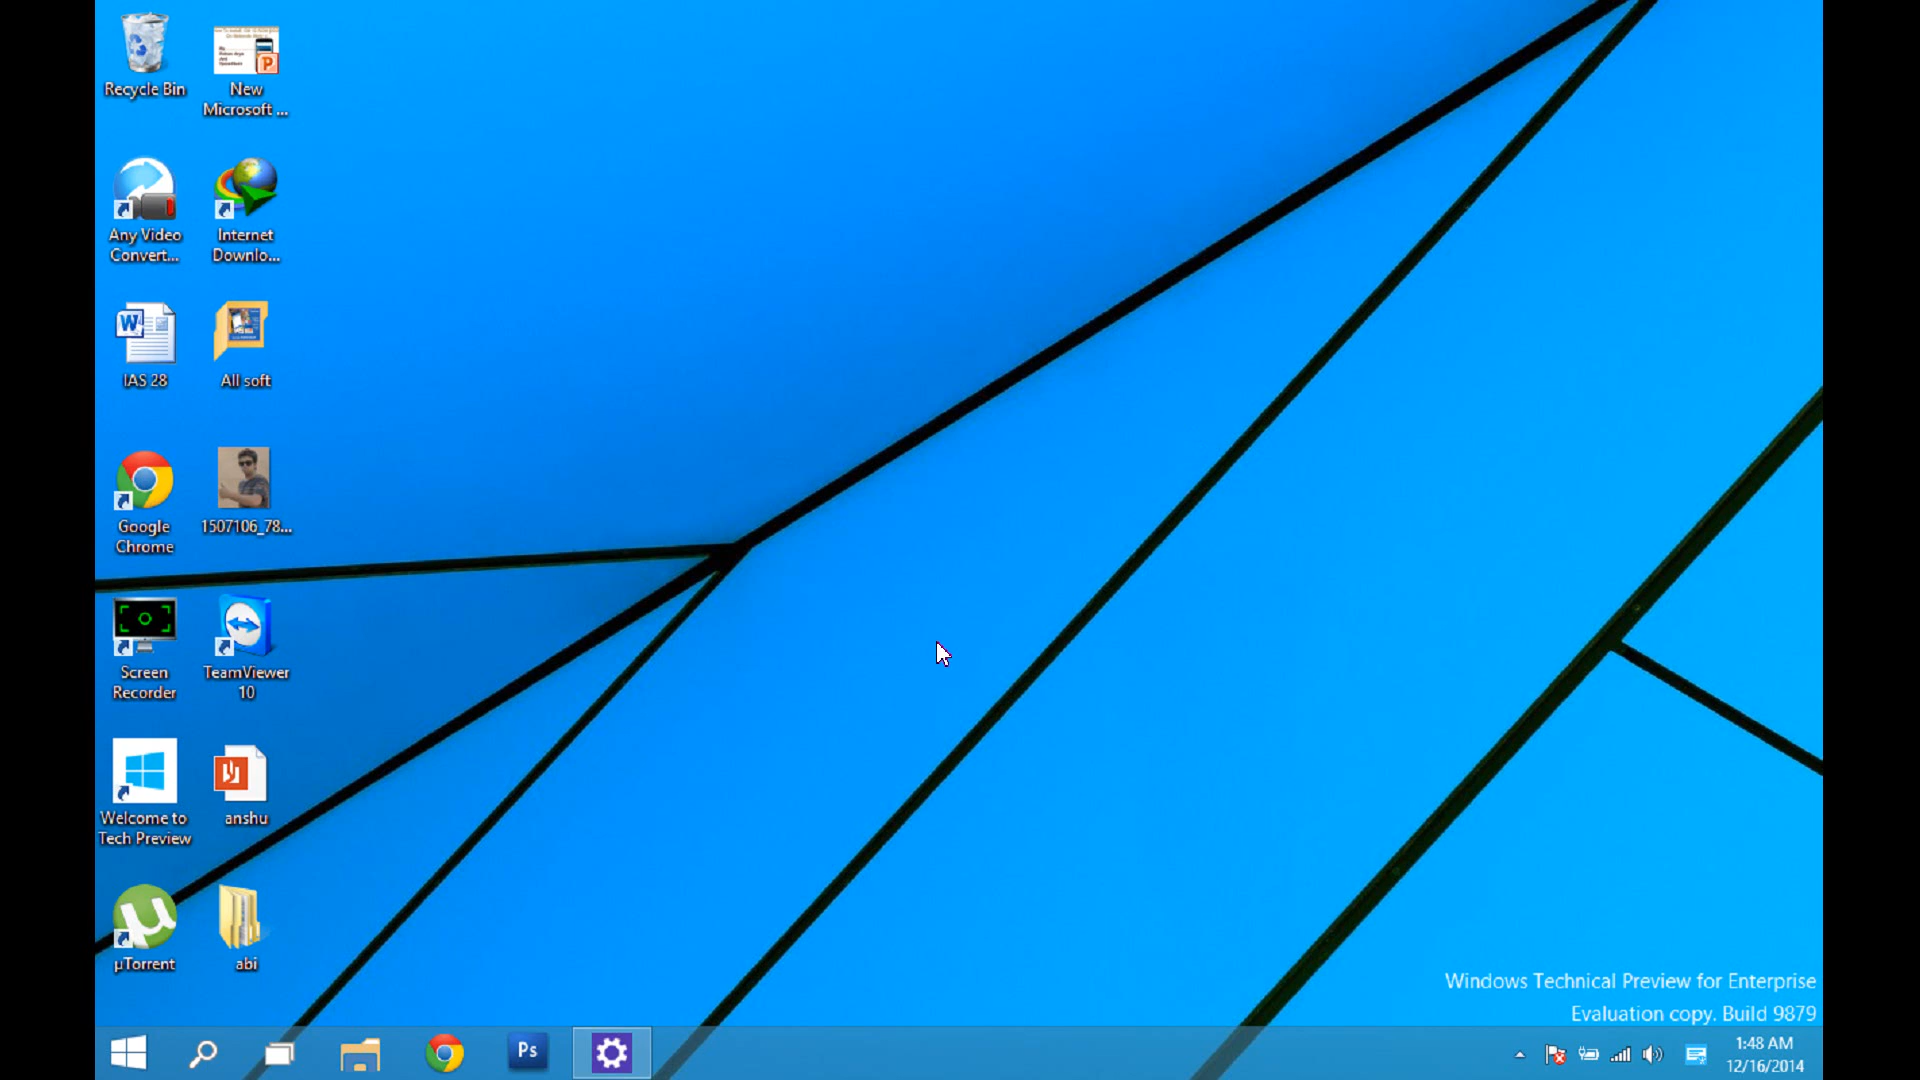 Recycle Bin
New
Microsoft ...
Any Video
Convert...
Internet
Downlo...
W
IAS 28
All soft
Google
Chrome
1507106_78...
Screen
Recorder
TeamViewer
10
Welcome to
Tech Preview
anshu
µ
µTorrent
abi
P
Windows Technical Preview for Enterprise
Evaluation copy. Build 9879
Ps
1:48 AM
12/16/2014